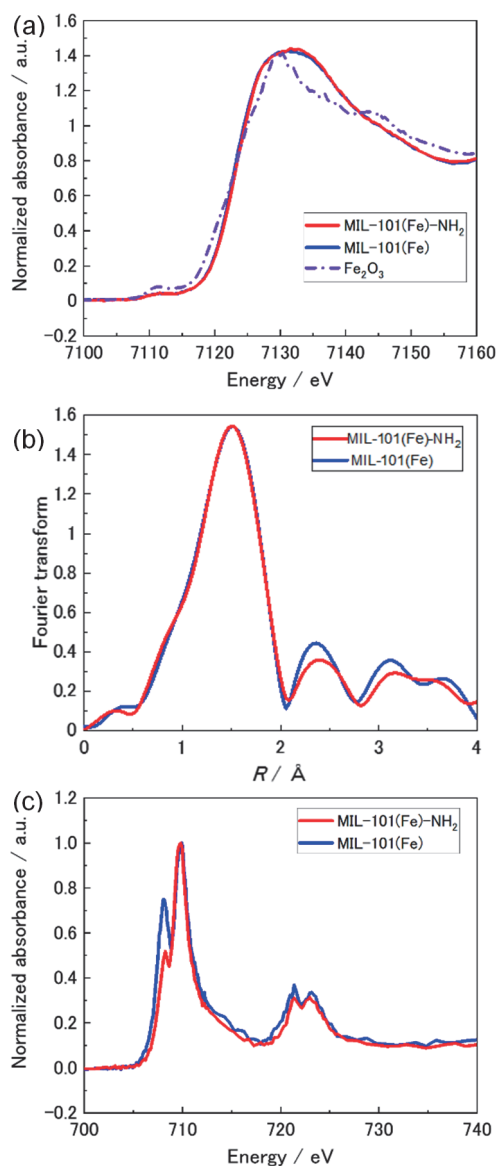 (a)
Normalized absorbance / a.u.
1.6
1.4
1.2
1.0
0.8
0.6
0.4
0.2
0
−0.2
MIL-101(Fe)-NH₂
MIL-101(Fe)
Fe₂O₃
7100 7110 7120 7130 7140 7150 7160
Energy / eV
(b)
Fourier transform
1.6
1.4
1.2
1
0.8
0.6
0.4
0.2
0
MIL-101(Fe)-NH₂
MIL-101(Fe)
0 1 2 3 4
R / Å
(c)
Normalized absorbance / a.u.
1.2
1.0
0.8
0.6
0.4
0.2
0.0
−0.2
MIL-101(Fe)-NH₂
MIL-101(Fe)
700 710 720 730 740
Energy / eV